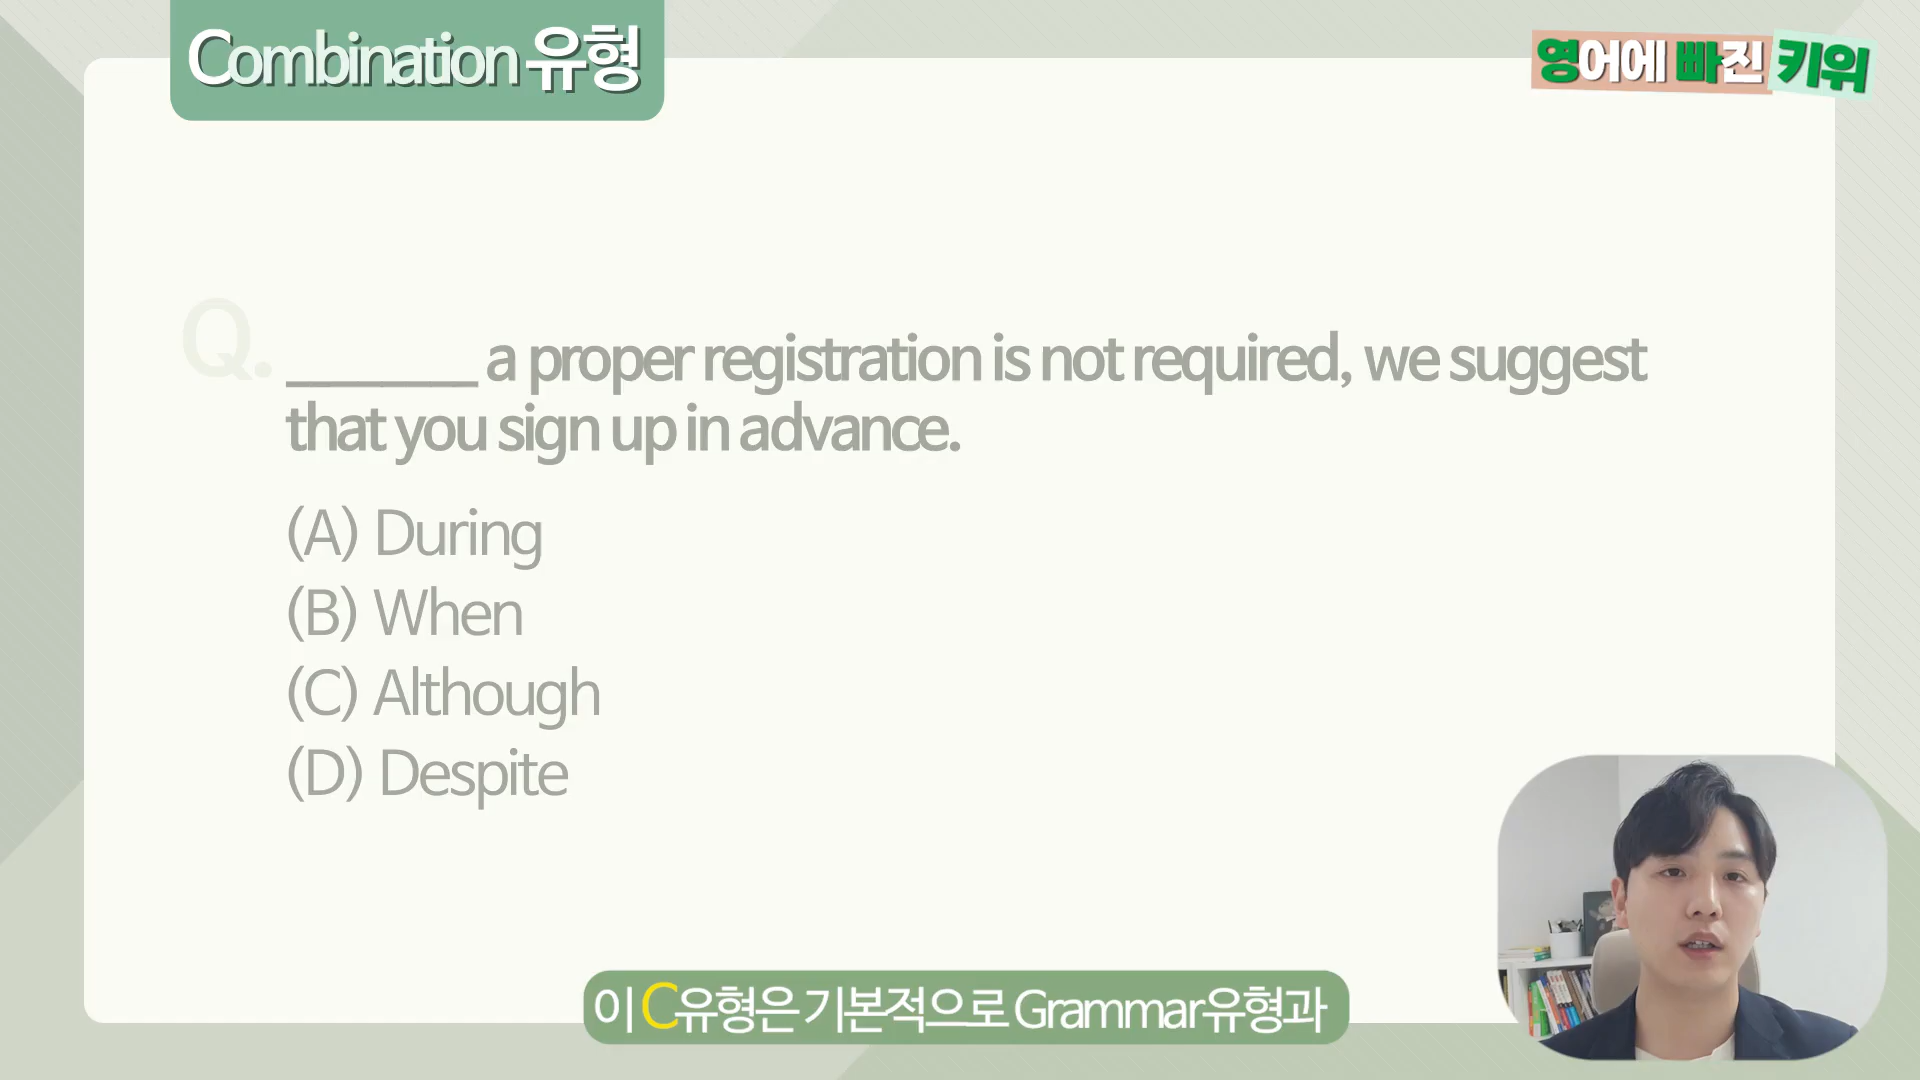 Combination 유형
영어에 빠진 키위
Q. ______ a proper registration is not required, we suggest
that you sign up in advance.
(A) During
(B) When
(C) Although
(D) Despite
이 C유형은 기본적으로 Grammar유형과